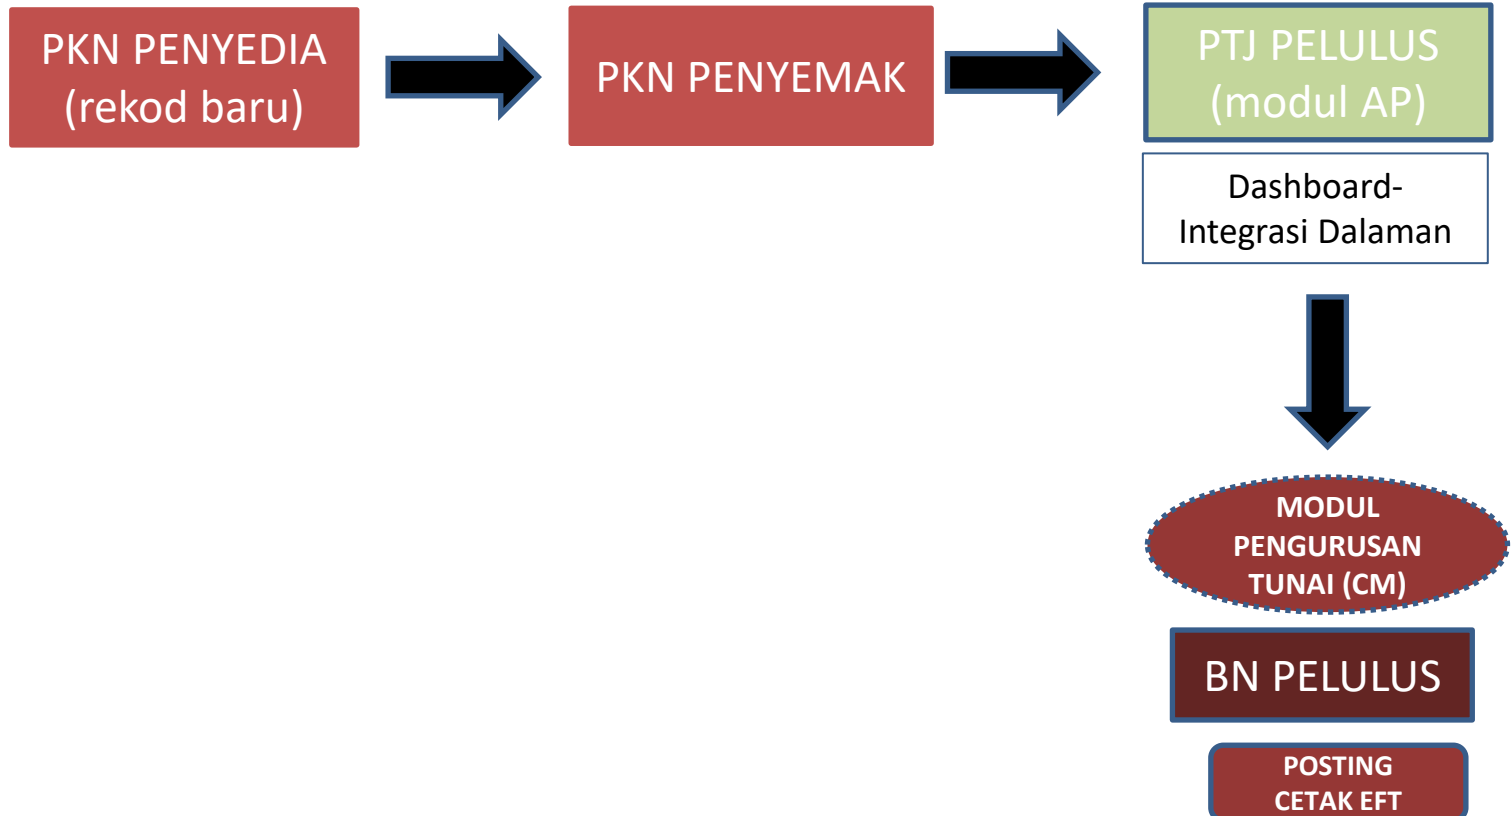 PKN PENYEDIA
(rekod baru)
PKN PENYEMAK
PTJ PELULUS
(modul AP)
Dashboard-
Integrasi Dalaman
MODUL
PENGURUSAN
TUNAI (CM)
BN PELULUS
POSTING
CETAK EFT